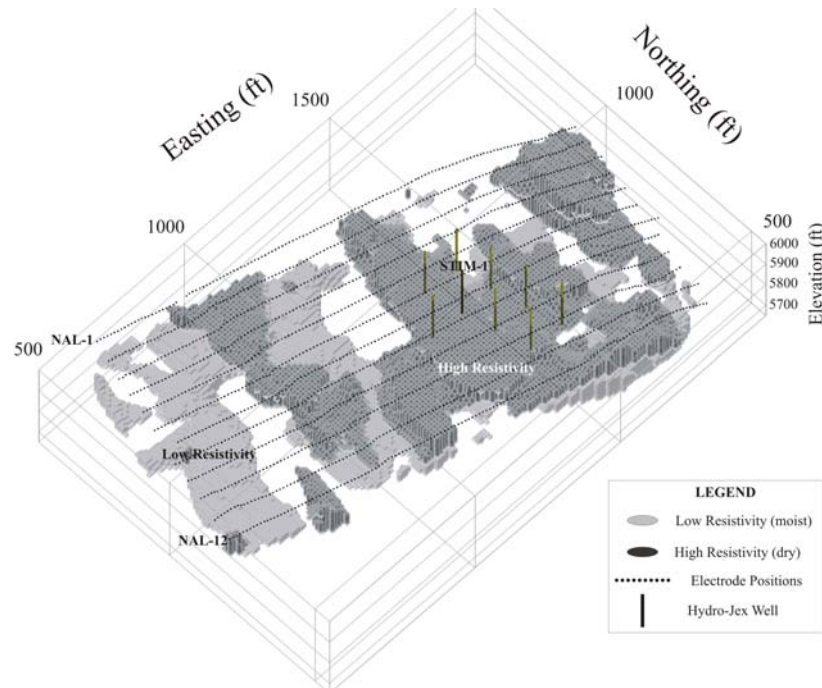 Easting (ft)
Northing (ft)
1500
1000
1000
500
500
6000
5900
5800
5700
Elevation (ft)
NAL-1
STIM-1
High Resistivity
Low Resistivity
NAL-12
LEGEND
Low Resistivity (moist)
High Resistivity (dry)
Electrode Positions
Hydro-Jex Well